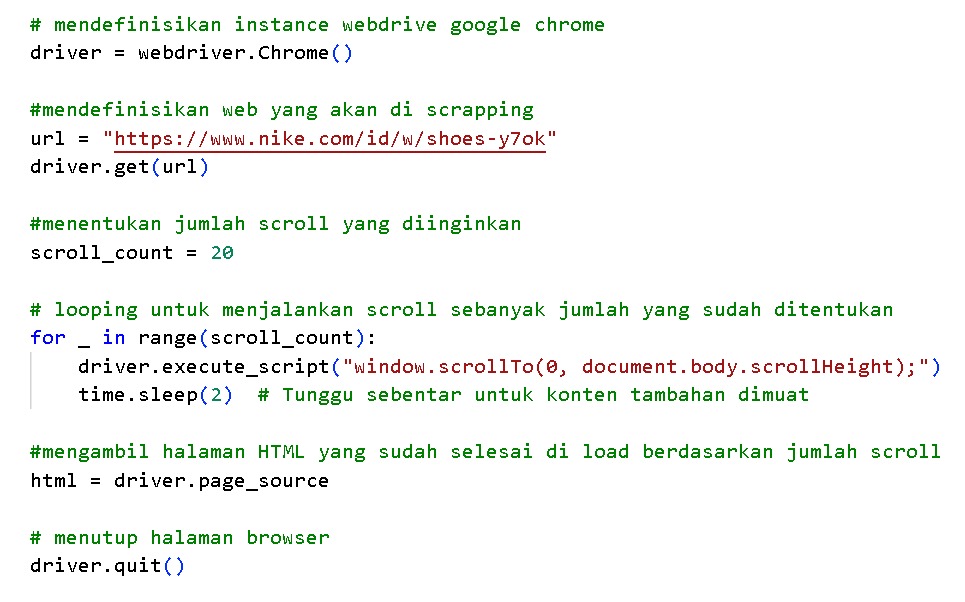 # mendefinisikan instance webdrive google chrome
driver = webdriver.Chrome()
#mendefinisikan web yang akan di scrapping
url = "https://www.nike.com/id/w/shoes-y7ok"
driver.get(url)
#menentukan jumlah scroll yang diinginkan
scroll_count = 20
# looping untuk menjalankan scroll sebanyak jumlah yang sudah ditentukan
for _ in range(scroll_count):
    driver.execute_script("window.scrollTo(0, document.body.scrollHeight);")
    time.sleep(2)  # Tunggu sebentar untuk konten tambahan dimuat
#mengambil halaman HTML yang sudah selesai di load berdasarkan jumlah scroll
html = driver.page_source
# menutup halaman browser
driver.quit()